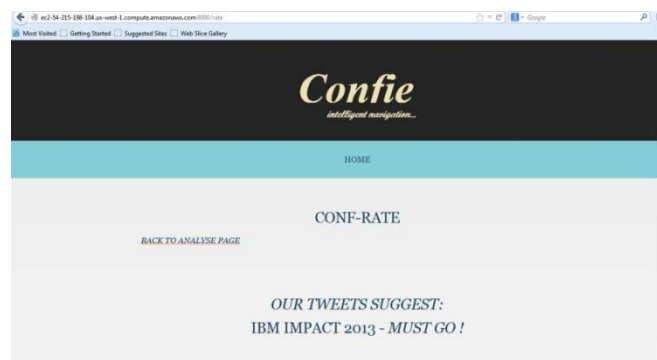 ec2-54-215-198-104.us-west-1.compute.amazonaws.com:8000/rate
Google
Most Visited Getting Started Suggested Sites Web Slice Gallery
Confie
intelligent navigation...
HOME
CONF-RATE
BACK TO ANALYSE PAGE
OUR TWEETS SUGGEST:
IBM IMPACT 2013 - MUST GO !